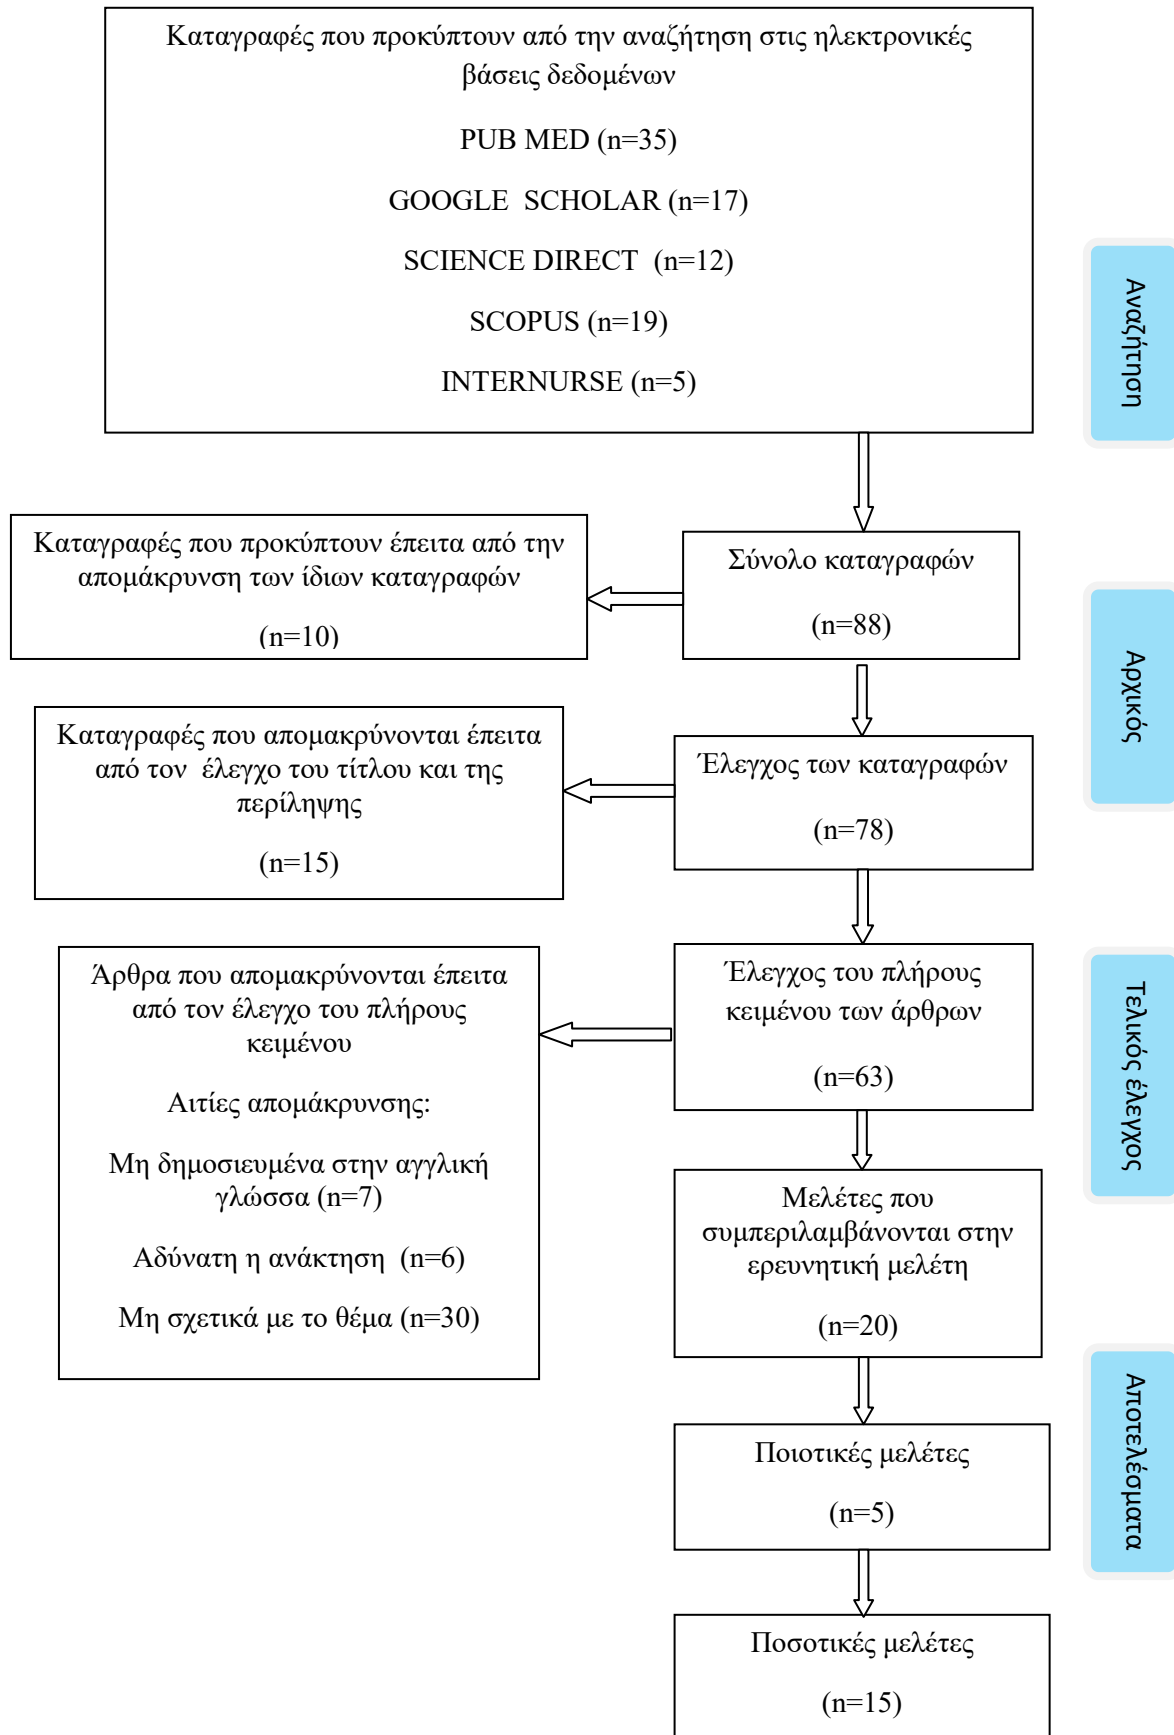 Καταγραφές που προκύπτουν από την αναζήτηση στις ηλεκτρονικές
βάσεις δεδομένων
PUB MED (n=35)
GOOGLE SCHOLAR (n=17)
SCIENCE DIRECT (n=12)
SCOPUS (n=19)
INTERNURSE (n=5)
Αναζήτηση
Καταγραφές που προκύπτουν έπειτα από την
απομάκρυνση των ίδιων καταγραφών
(n=10)
Σύνολο καταγραφών
(n=88)
Αρχικός
Καταγραφές που απομακρύνονται έπειτα
από τον έλεγχο του τίτλου και της
περίληψης
(n=15)
Έλεγχος των καταγραφών
(n=78)
Άρθρα που απομακρύνονται έπειτα
από τον έλεγχο του πλήρους
κειμένου
Αιτίες απομάκρυνσης:
Μη δημοσιευμένα στην αγγλική
γλώσσα (n=7)
Αδύνατη η ανάκτηση (n=6)
Μη σχετικά με το θέμα (n=30)
Έλεγχος του πλήρους
κειμένου των άρθρων
(n=63)
Τελικός έλεγχος
Μελέτες που
συμπεριλαμβάνονται στην
ερευνητική μελέτη
(n=20)
Αποτελέσματα
Ποιοτικές μελέτες
(n=5)
Ποσοτικές μελέτες
(n=15)